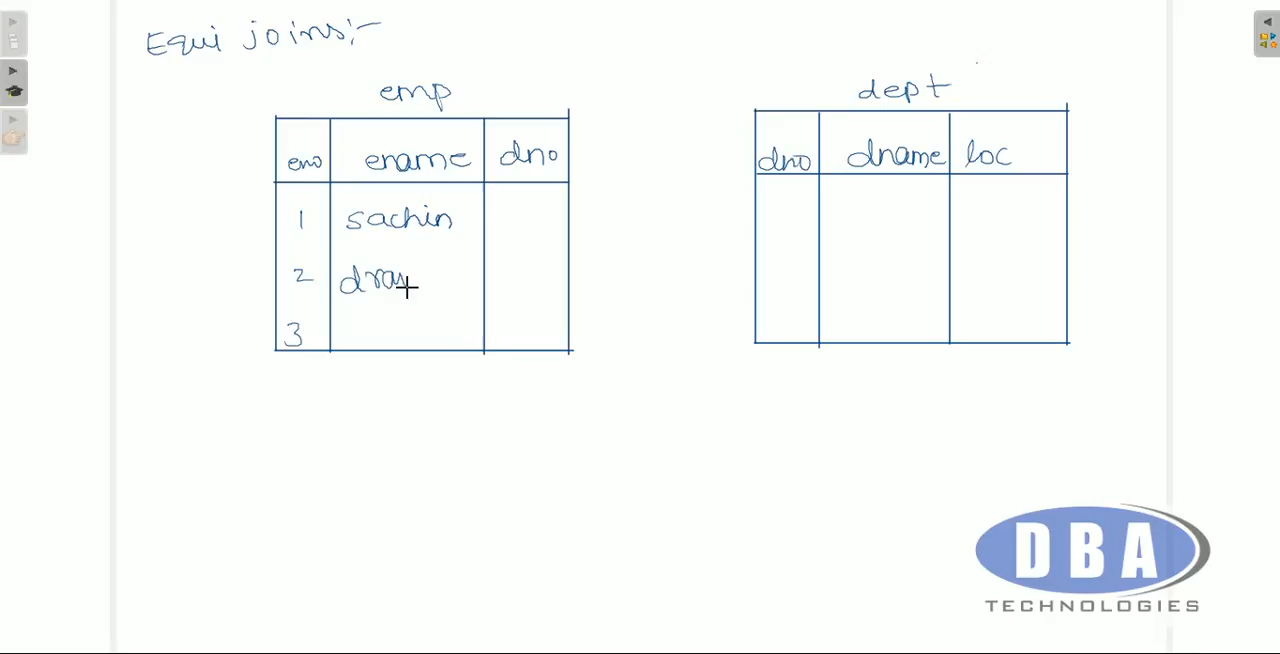 Equi joins:-
emp
dept
eno ename dno
dno dname loc
1 sachin
2
3
DBA
TECHNOLOGIES